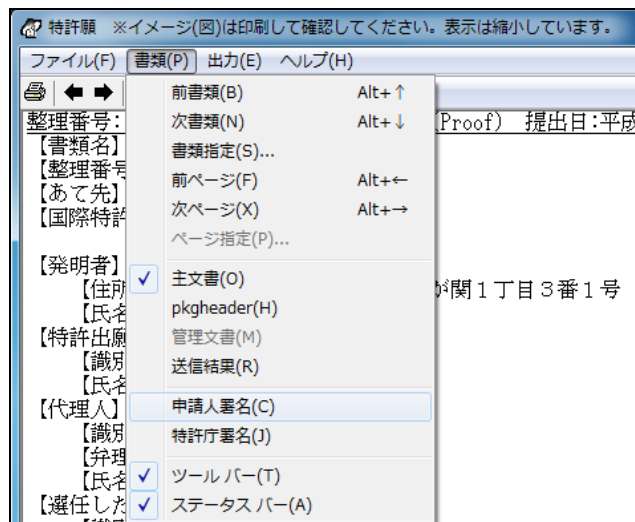 特許願 ※イメージ(図)は印刷して確認してください。表示は縮小しています。
ファイル(F) 書類(P) 出力(E) ヘルプ(H)
前書類(B) Alt+↑
次書類(N) Alt+↓
書類指定(S)...
前ページ(F) Alt+←
次ページ(X) Alt+→
ページ指定(P)...
主文書(O)
pkgheader(H)
管理文書(M)
送信結果(R)
申請人署名(C)
特許庁署名(J)
ツール バー(T)
ステータス バー(A)
整理番号: (Proof) 提出日:平成
【書類名】
【整理番号
【あて先】
【国際特許
【発明者】
【住所 が関1丁目3番1号
【氏名
【特許出願
【識別
【氏名
【代理人】
【識別
【弁理
【氏名
【選任した